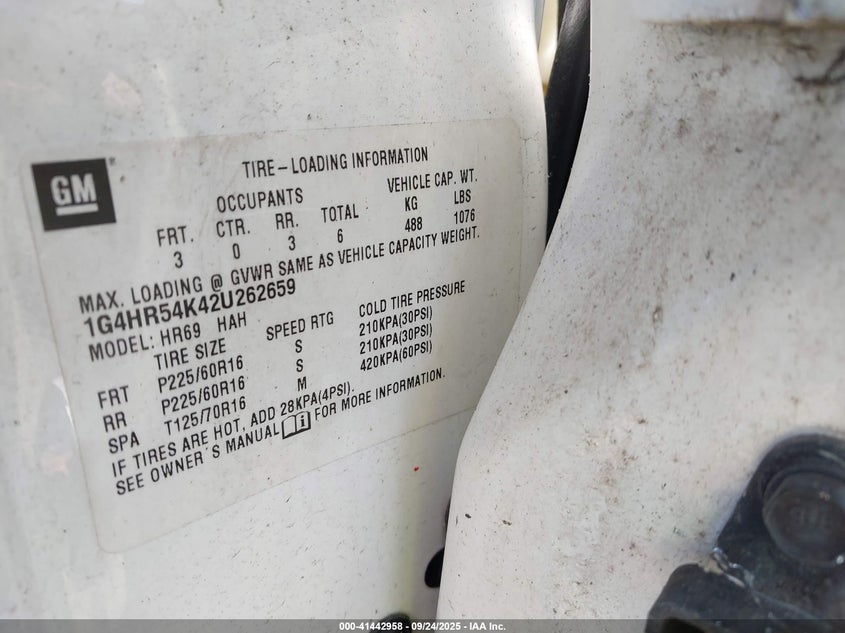 GM
TIRE-LOADING INFORMATION
OCCUPANTS VEHICLE CAP. WT.
FRT. CTR. RR. TOTAL KG LBS
3 0 3 6 488 1076
MAX. LOADING @ GVWR SAME AS VEHICLE CAPACITY WEIGHT.
1G4HR54K42U262659
MODEL: HR69 HAH
TIRE SIZE SPEED RTG COLD TIRE PRESSURE
FRT P225/60R16 S 210KPA(30PSI)
RR P225/60R16 S 210KPA(30PSI)
SPA T125/70R16 M 420KPA(60PSI)
IF TIRES ARE HOT, ADD 28KPA(4PSI).
SEE OWNER'S MANUAL FOR MORE INFORMATION.
000-41442958 - 09/24/2025 - IAA Inc.